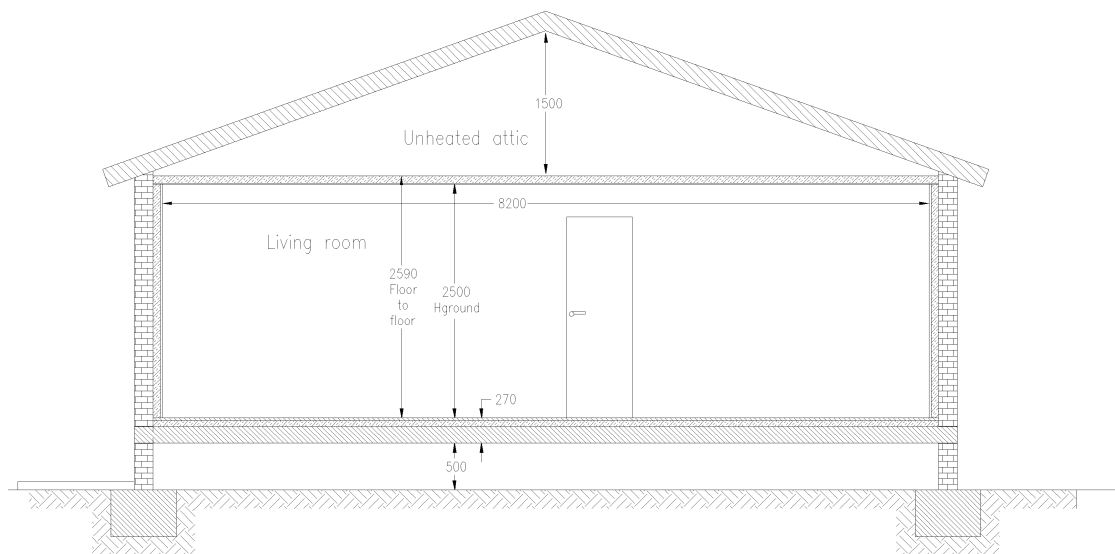 1500
Unheated attic
8200
Living room
2590
Floor
to
floor
2500
Hground
270
500